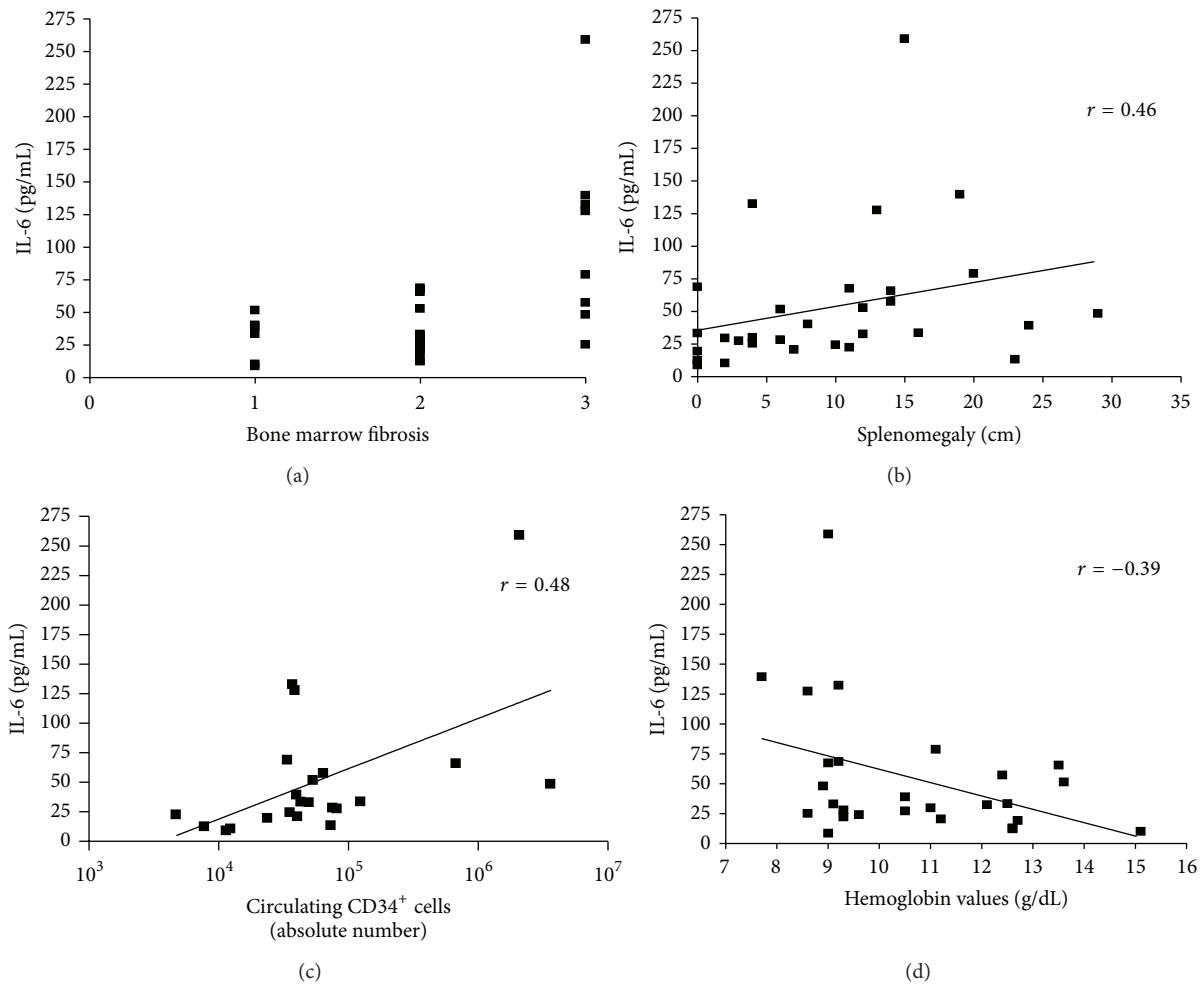 275
250
225
200
175
150
125
100
75
50
25
0
IL-6 (pg/mL)
0 1 2 3
Bone marrow fibrosis
(a)
275
250
225
200
175
150
125
100
75
50
25
0
IL-6 (pg/mL)
r = 0.46
0 5 10 15 20 25 30 35
Splenomegaly (cm)
(b)
275
250
225
200
175
150
125
100
75
50
25
0
IL-6 (pg/mL)
r = 0.48
10³ 10⁴ 10⁵ 10⁶ 10⁷
Circulating CD34⁺ cells
(absolute number)
(c)
275
250
225
200
175
150
125
100
75
50
25
0
IL-6 (pg/mL)
r = −0.39
7 8 9 10 11 12 13 14 15 16
Hemoglobin values (g/dL)
(d)